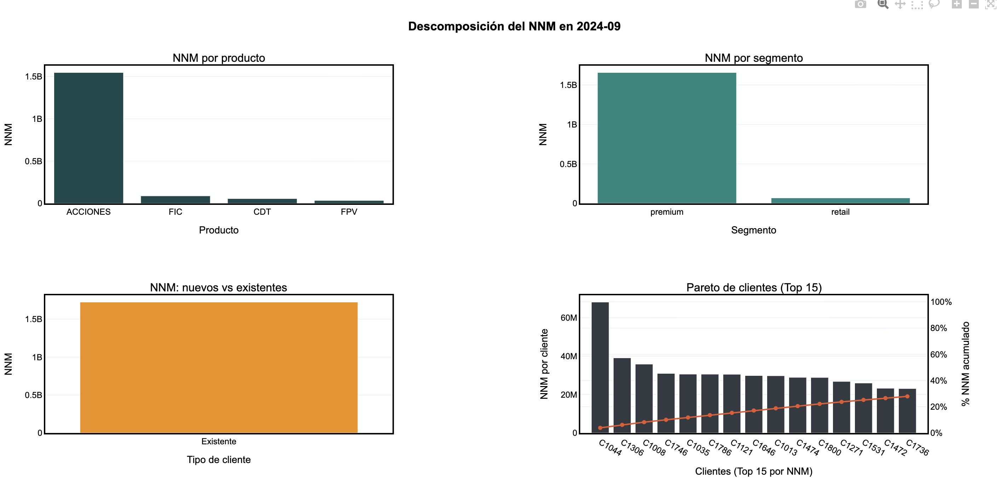 Descomposición del NNM en 2024-09
NNM por producto
NNM
1.5B
1B
0.5B
0
ACCIONES FIC CDT FPV
Producto
NNM por segmento
NNM
1.5B
1B
0.5B
0
premium retail
Segmento
NNM: nuevos vs existentes
NNM
1.5B
1B
0.5B
0
Existente
Tipo de cliente
Pareto de clientes (Top 15)
NNM por cliente
60M
40M
20M
0
100%
80%
60%
40%
20%
0%
% NNM acumulado
C1044 C1306 C1008 C1746 C1035 C1786 C1121 C1646 C1013 C1474 C1800 C1271 C1531 C1472 C1736
Clientes (Top 15 por NNM)